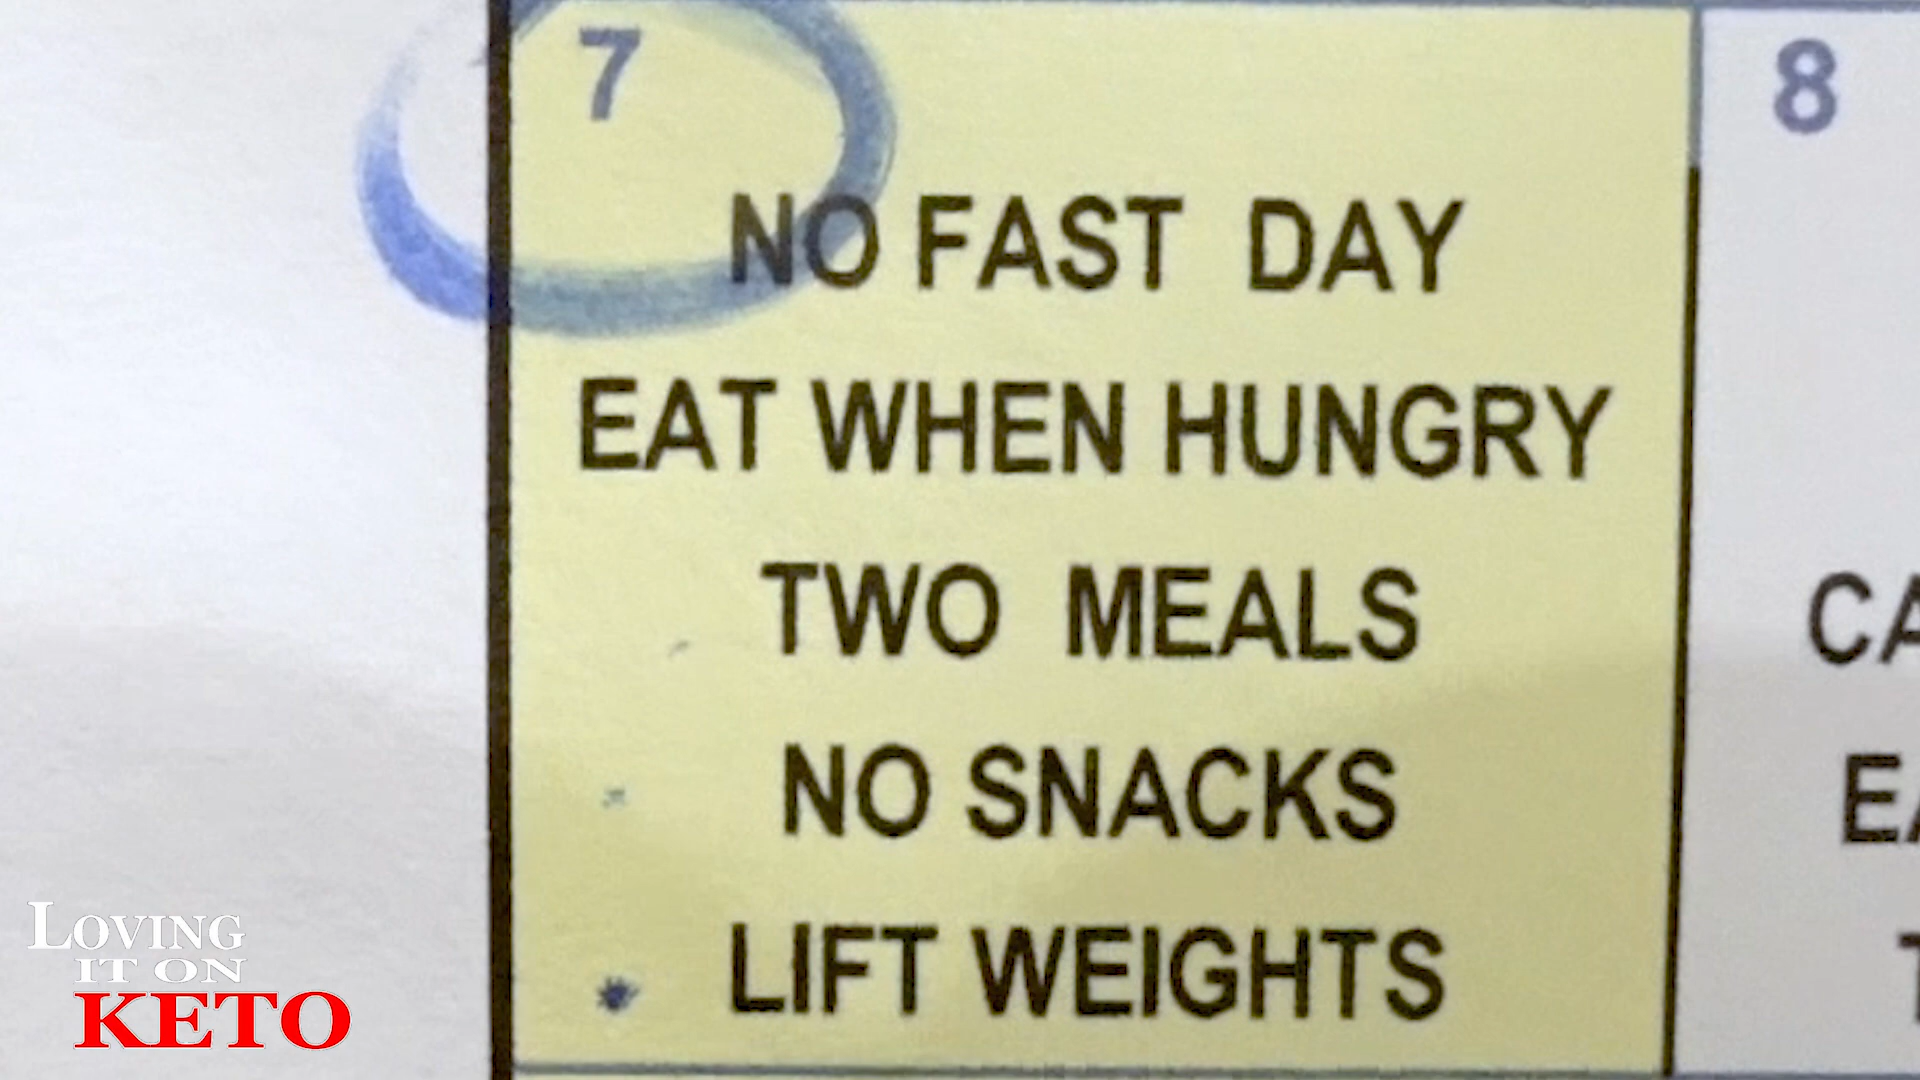 7
NO FAST DAY
EAT WHEN HUNGRY
TWO MEALS
NO SNACKS
LIFT WEIGHTS
8
LOVING
IT ON
KETO